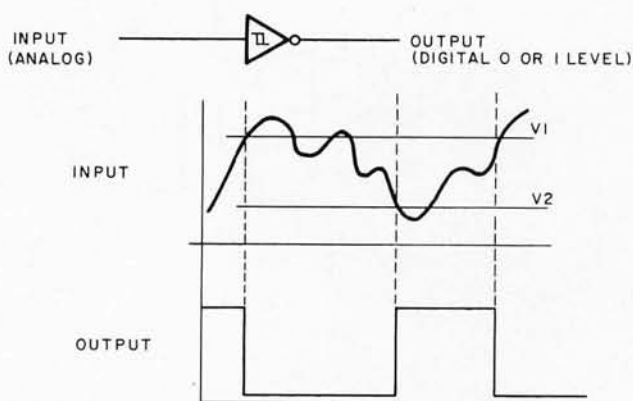 INPUT
(ANALOG)
OUTPUT
(DIGITAL 0 OR 1 LEVEL)
V1
INPUT
V2
OUTPUT